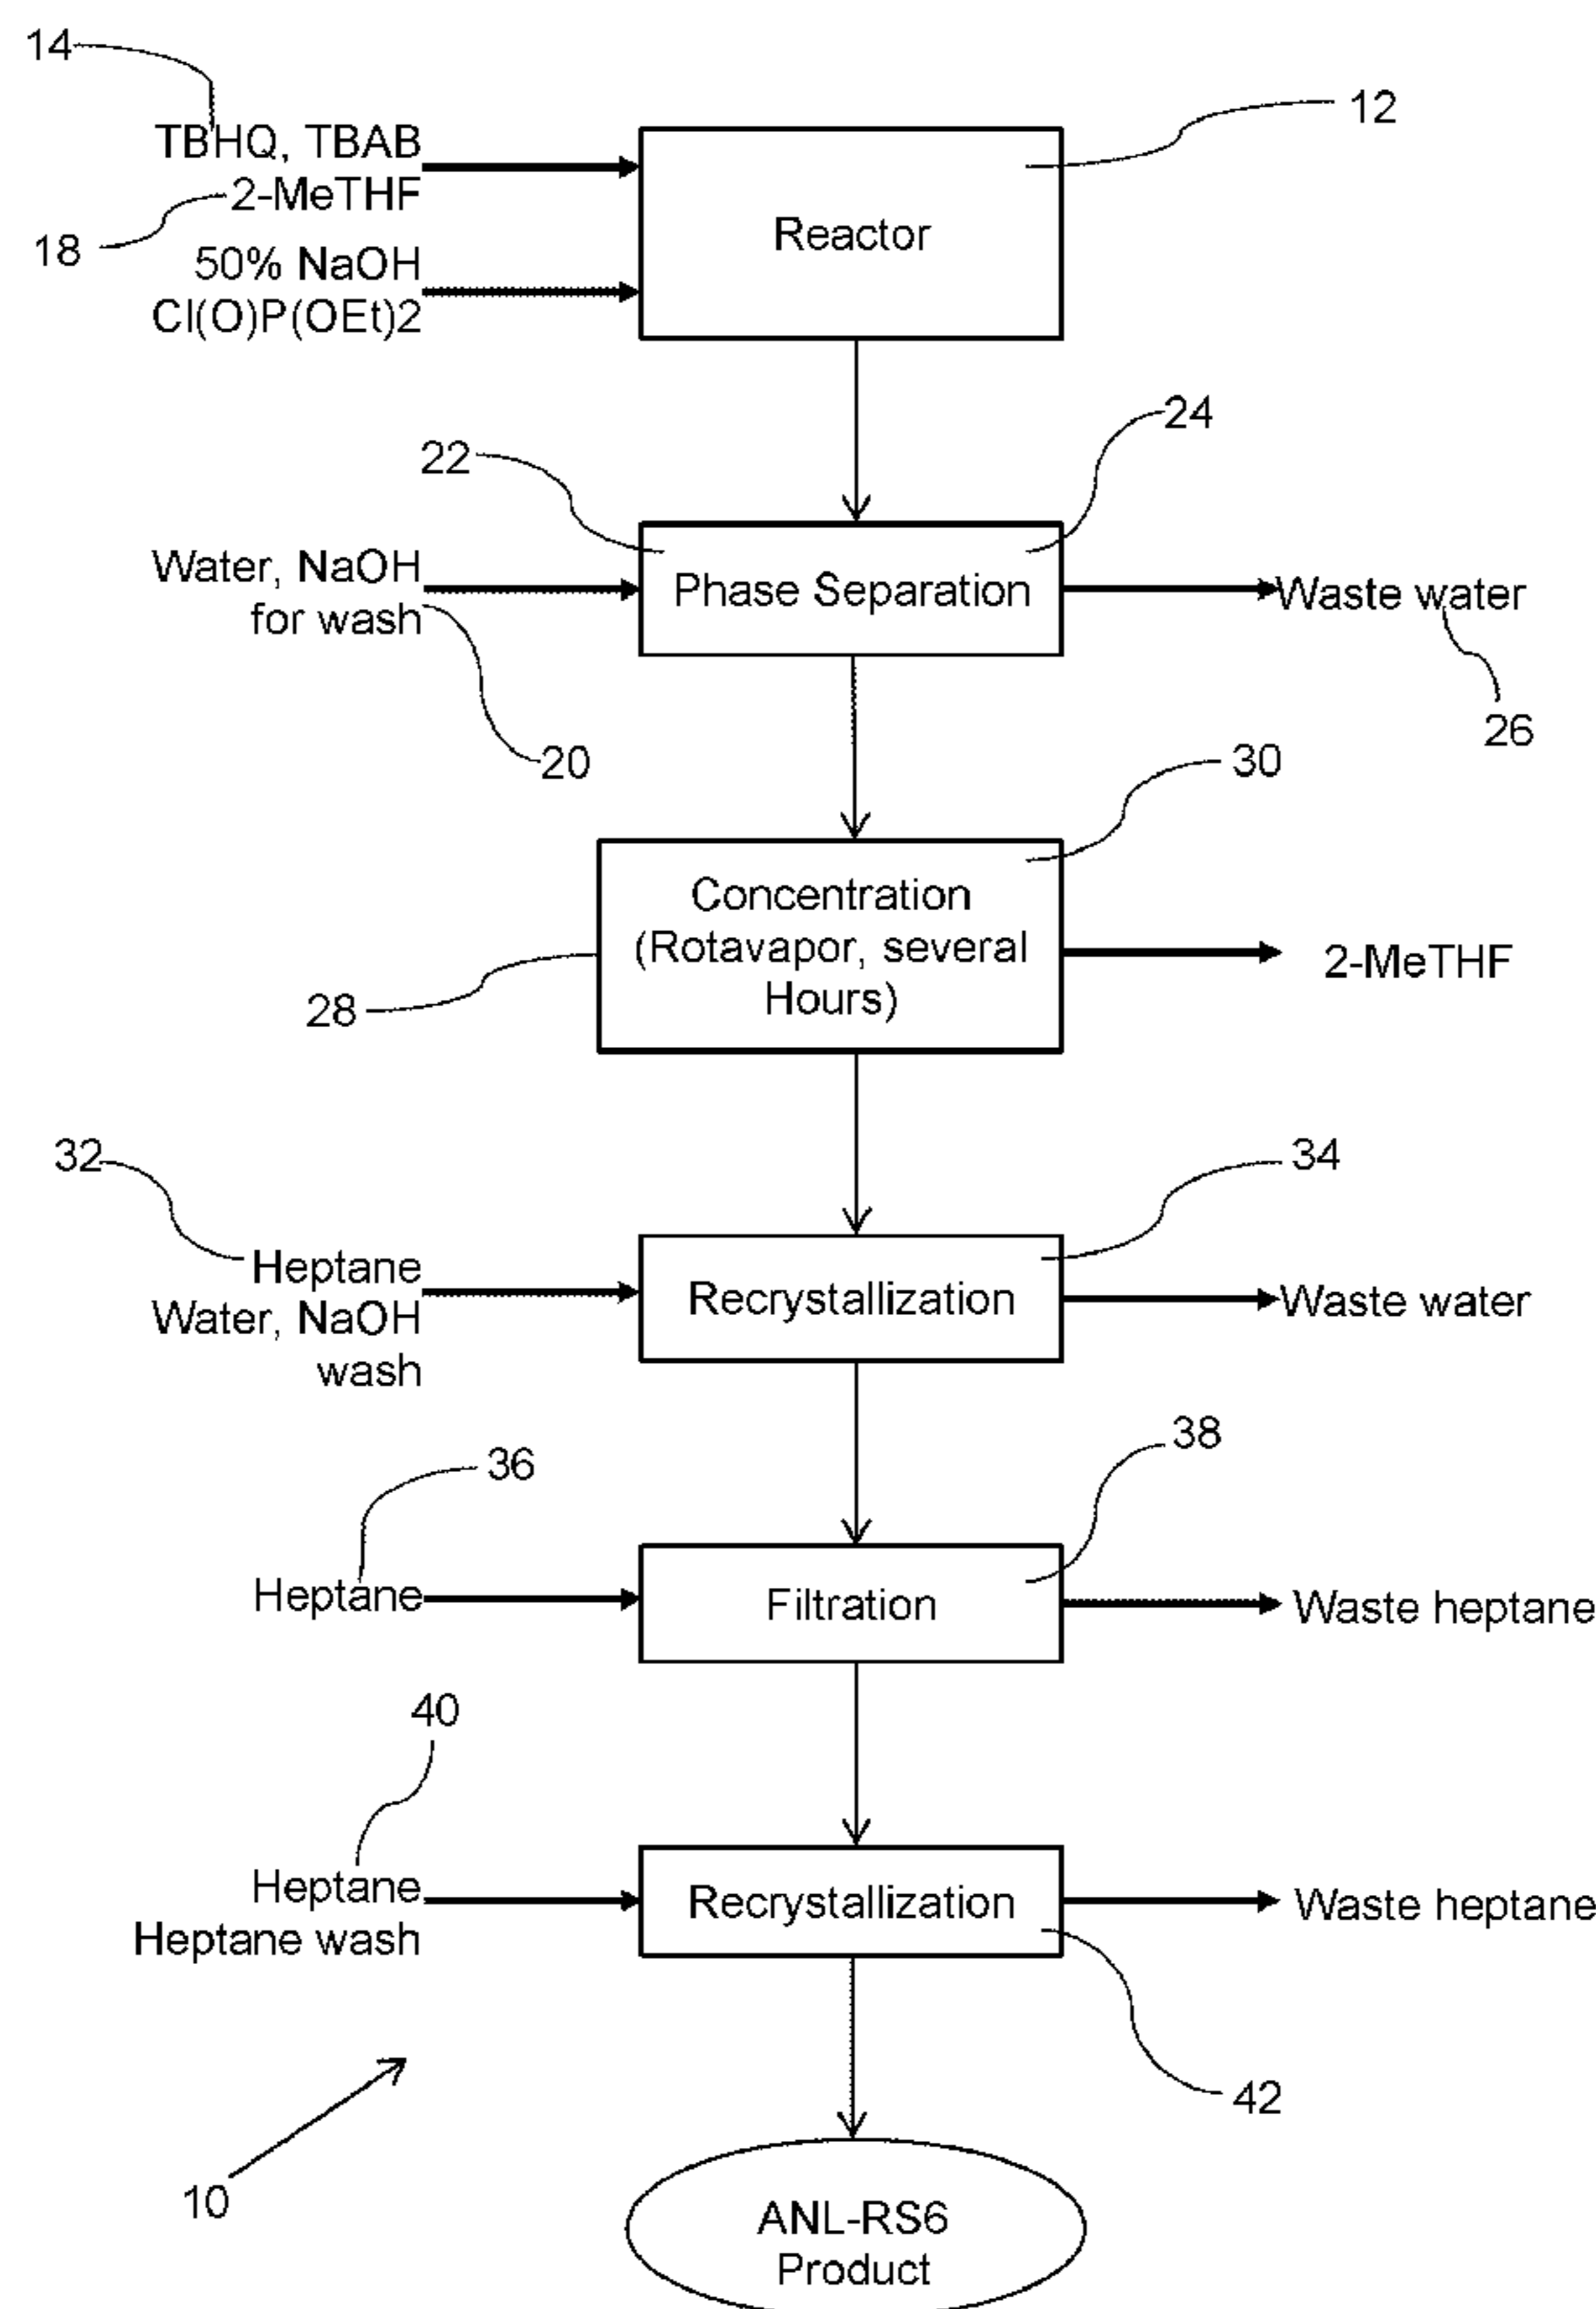 14
12
TBHQ, TBAB
2-MeTHF
18
50% NaOH
Cl(O)P(OEt)2
Reactor
24
22
Water, NaOH
for wash
Phase Separation
Waste water
26
20
30
Concentration
(Rotavapor, several
Hours)
2-MeTHF
28
32
34
Heptane
Water, NaOH
wash
Recrystallization
Waste water
38
36
Heptane
Filtration
Waste heptane
40
Heptane
Heptane wash
Recrystallization
Waste heptane
42
10
ANL-RS6
Product